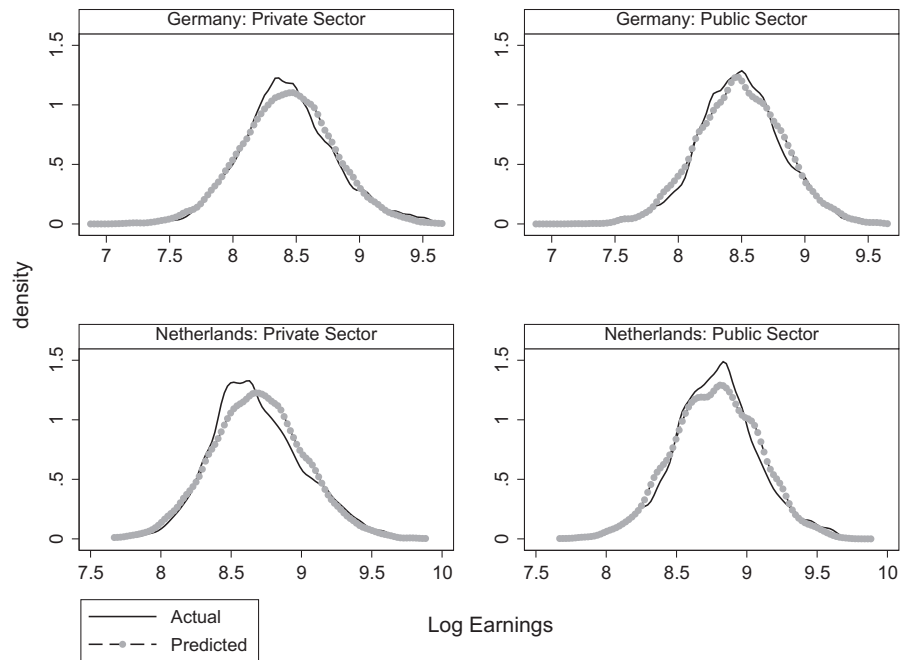 Germany: Private Sector
Germany: Public Sector
1.5
1
.5
0
7 7.5 8 8.5 9 9.5
1.5
1
.5
0
7 7.5 8 8.5 9 9.5
density
Netherlands: Private Sector
Netherlands: Public Sector
1.5
1
.5
0
7.5 8 8.5 9 9.5 10
1.5
1
.5
0
7.5 8 8.5 9 9.5 10
Log Earnings
Actual
Predicted